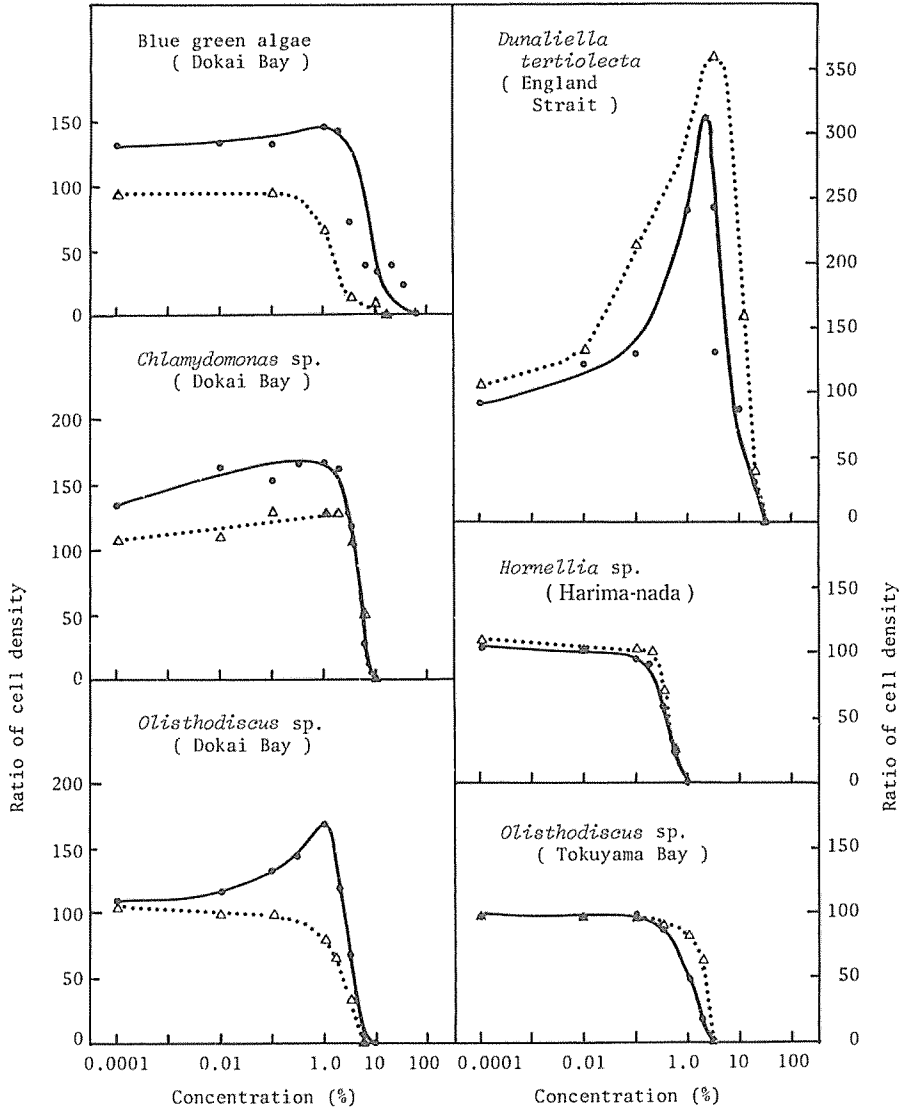 Blue green algae
( Dokai Bay )
150
100
50
0
Chlamydomonas sp.
( Dokai Bay )
200
150
100
50
0
Olisthodiscus sp.
( Dokai Bay )
200
150
100
50
0
0.0001 0.01 1.0 10 100
Concentration (%)
Ratio of cell density
Dunaliella
tertiolecta
( England
Strait )
350
300
250
200
150
100
50
0
Hornellia sp.
( Harima-nada )
150
100
50
0
Olisthodiscus sp.
( Tokuyama Bay )
150
100
50
0
0.0001 0.01 1.0 10 100
Concentration (%)
Ratio of cell density